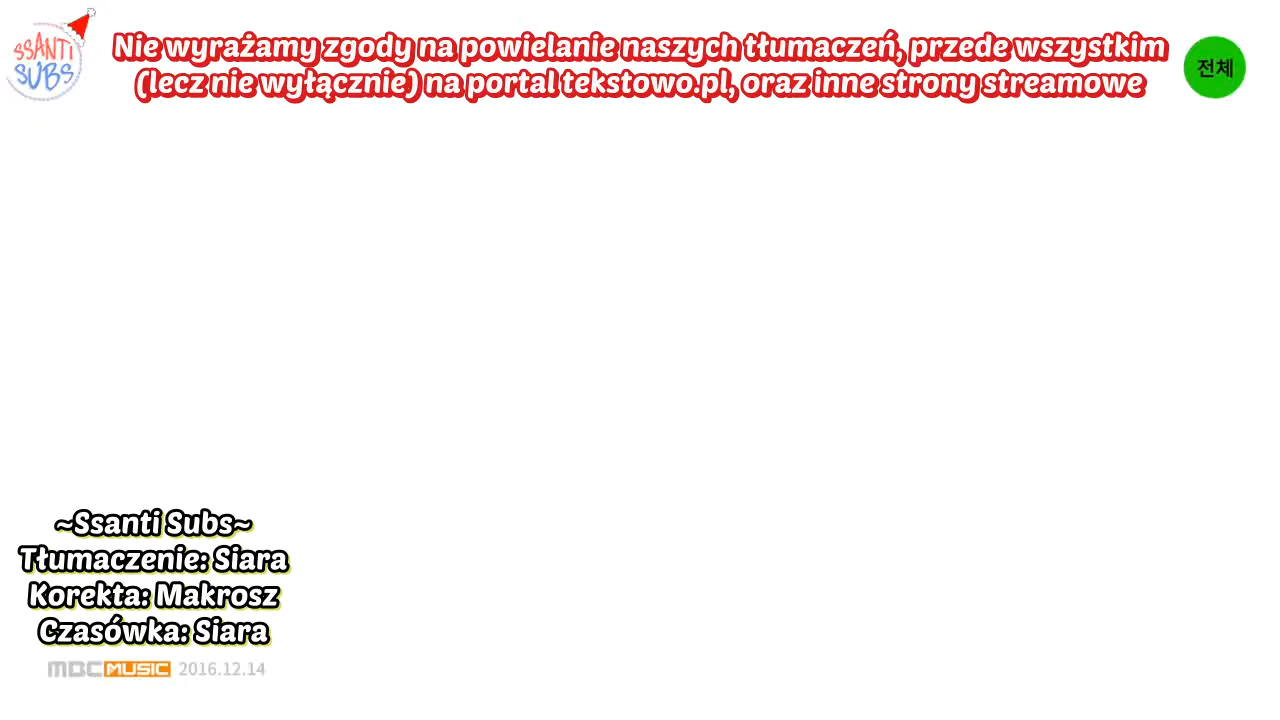 SSANTI
SUBS
Nie wyrażamy zgody na powielanie naszych tłumaczeń, przede wszystkim
(lecz nie wyłącznie) na portal tekstowo.pl, oraz inne strony streamowe
전체
~Ssanti Subs~
Tłumaczenie: Siara
Korekta: Makrosz
Czasówka: Siara
MBC MUSIC 2016.12.14